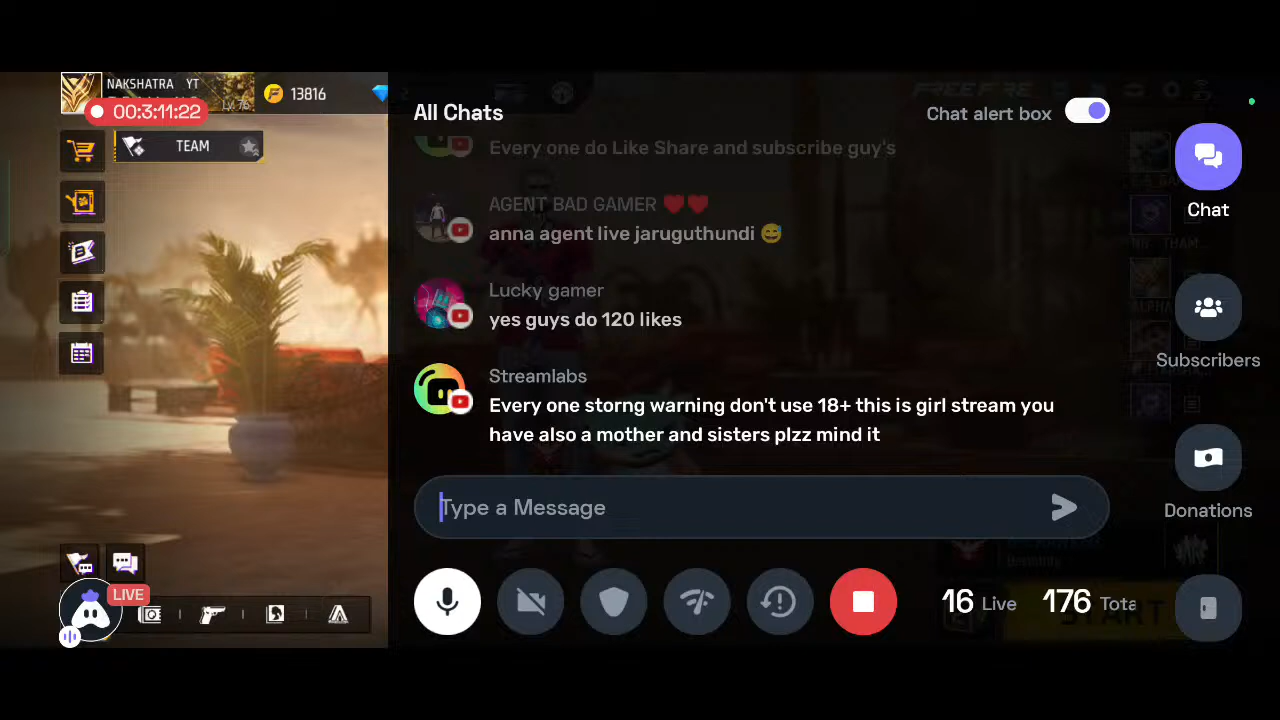 NAKSHATRA YT
13816
00:3:11:22
TEAM
All Chats
Chat alert box
Every one do Like Share and subscribe guy's
AGENT BAD GAMER ❤️❤️
anna agent live jaruguthundi 😅
Lucky gamer
yes guys do 120 likes
Streamlabs
Every one storng warning don't use 18+ this is girl stream you
have also a mother and sisters plzz mind it
Type a Message
Chat
Subscribers
Donations
LIVE
16 Live
176 Tota
START
FREE FIRE